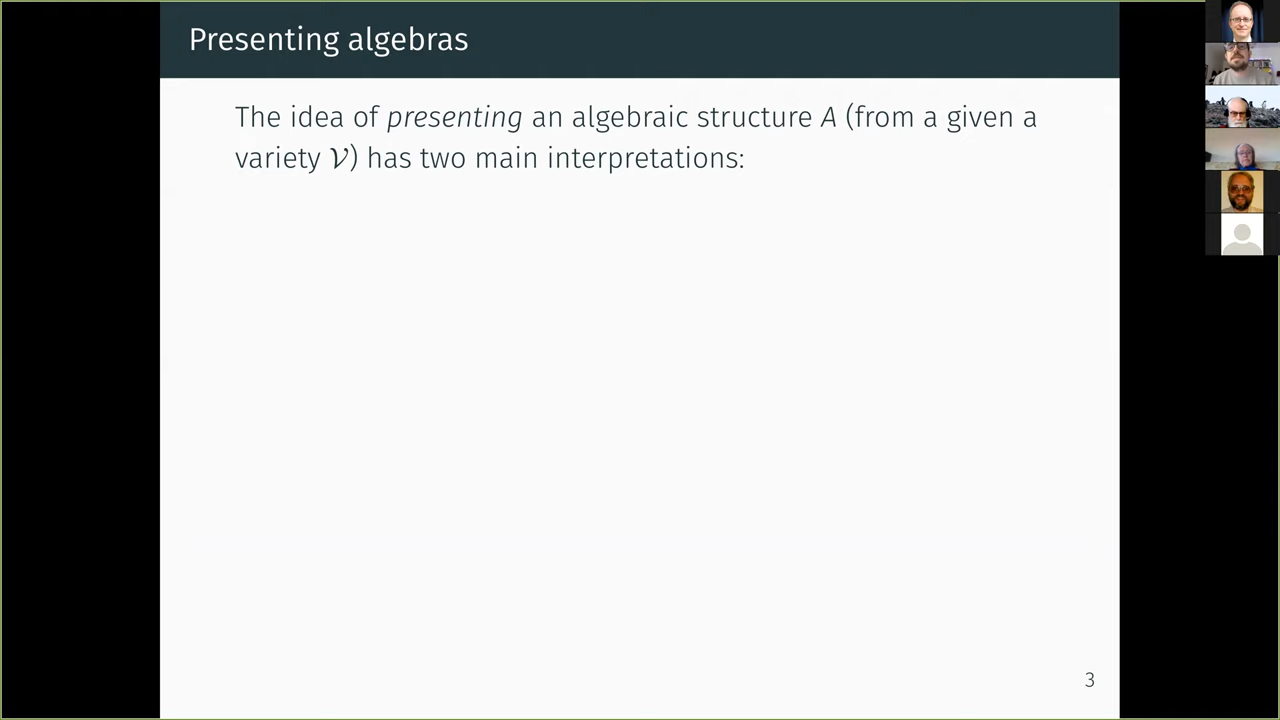 Presenting algebras
The idea of presenting an algebraic structure A (from a given a
variety 𝒱) has two main interpretations:
3